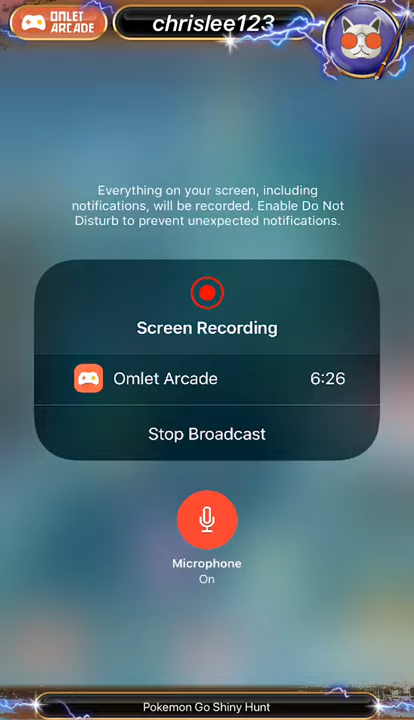 OMLET
ARCADE
chrislee123
Everything on your screen, including
notifications, will be recorded. Enable Do Not
Disturb to prevent unexpected notifications.
Screen Recording
Omlet Arcade 6:26
Stop Broadcast
Microphone
On
Pokemon Go Shiny Hunt